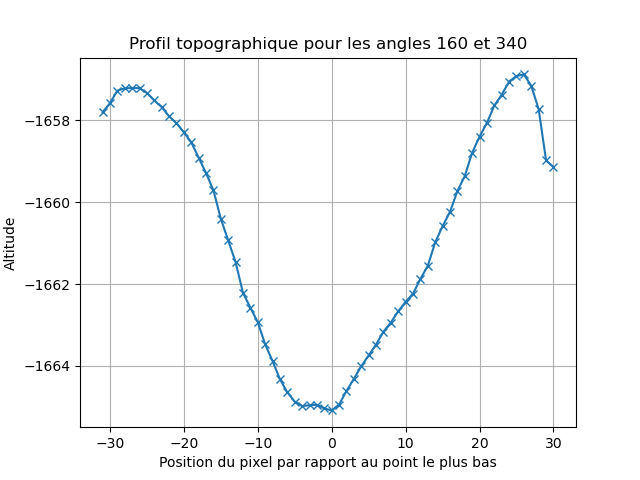 Profil topographique pour les angles 160 et 340
Altitude
−1658
−1660
−1662
−1664
−30 −20 −10 0 10 20 30
Position du pixel par rapport au point le plus bas